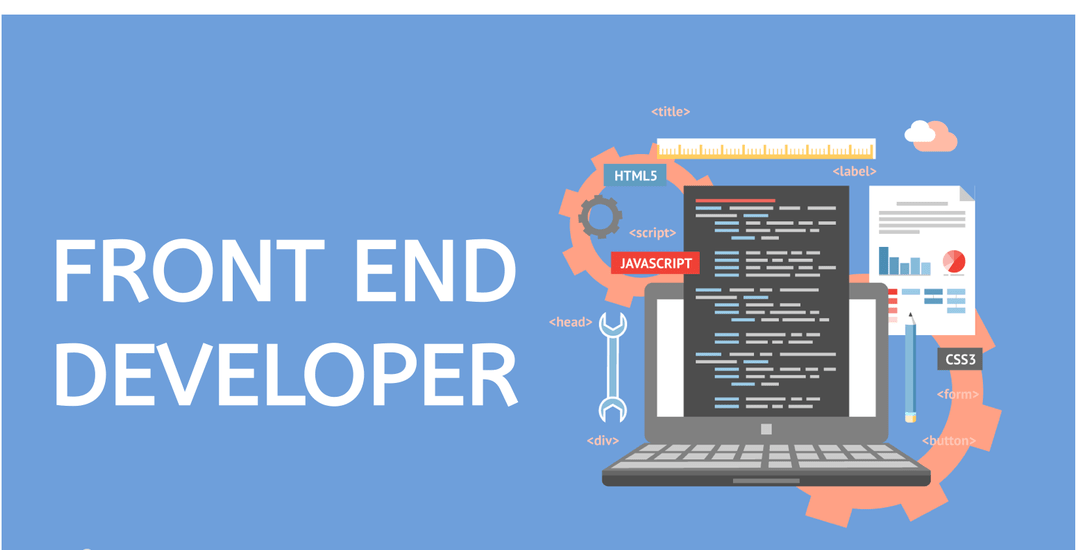 FRONT END
DEVELOPER
<title>
<label>
HTML5
<script>
JAVASCRIPT
<head>
CSS3
<form>
<div>
<button>